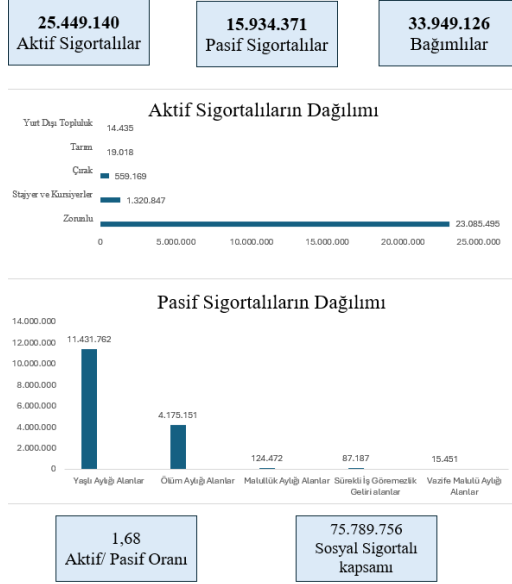 25.449.140
Aktif Sigortalılar
15.934.371
Pasif Sigortalılar
33.949.126
Bağımlılar
Aktif Sigortalıların Dağılımı
Yurt Dışı Topluluk
14.435
Tarım
19.018
Çırak
559.169
Stajyer ve Kursiyerler
1.320.847
Zorunlu
23.085.495
0
5.000.000
10.000.000
15.000.000
20.000.000
25.000.000
Pasif Sigortalıların Dağılımı
14.000.000
12.000.000
10.000.000
8.000.000
6.000.000
4.000.000
2.000.000
0
11.431.762
4.175.151
124.472
87.187
15.451
Yaşlı Aylığı Alanlar
Ölüm Aylığı Alanlar
Malullük Aylığı Alanlar
Sürekli İş Göremezlik
Geliri alanlar
Vazife Malulü Aylığı
Alanlar
1,68
Aktif/ Pasif Oranı
75.789.756
Sosyal Sigortalı
kapsamı